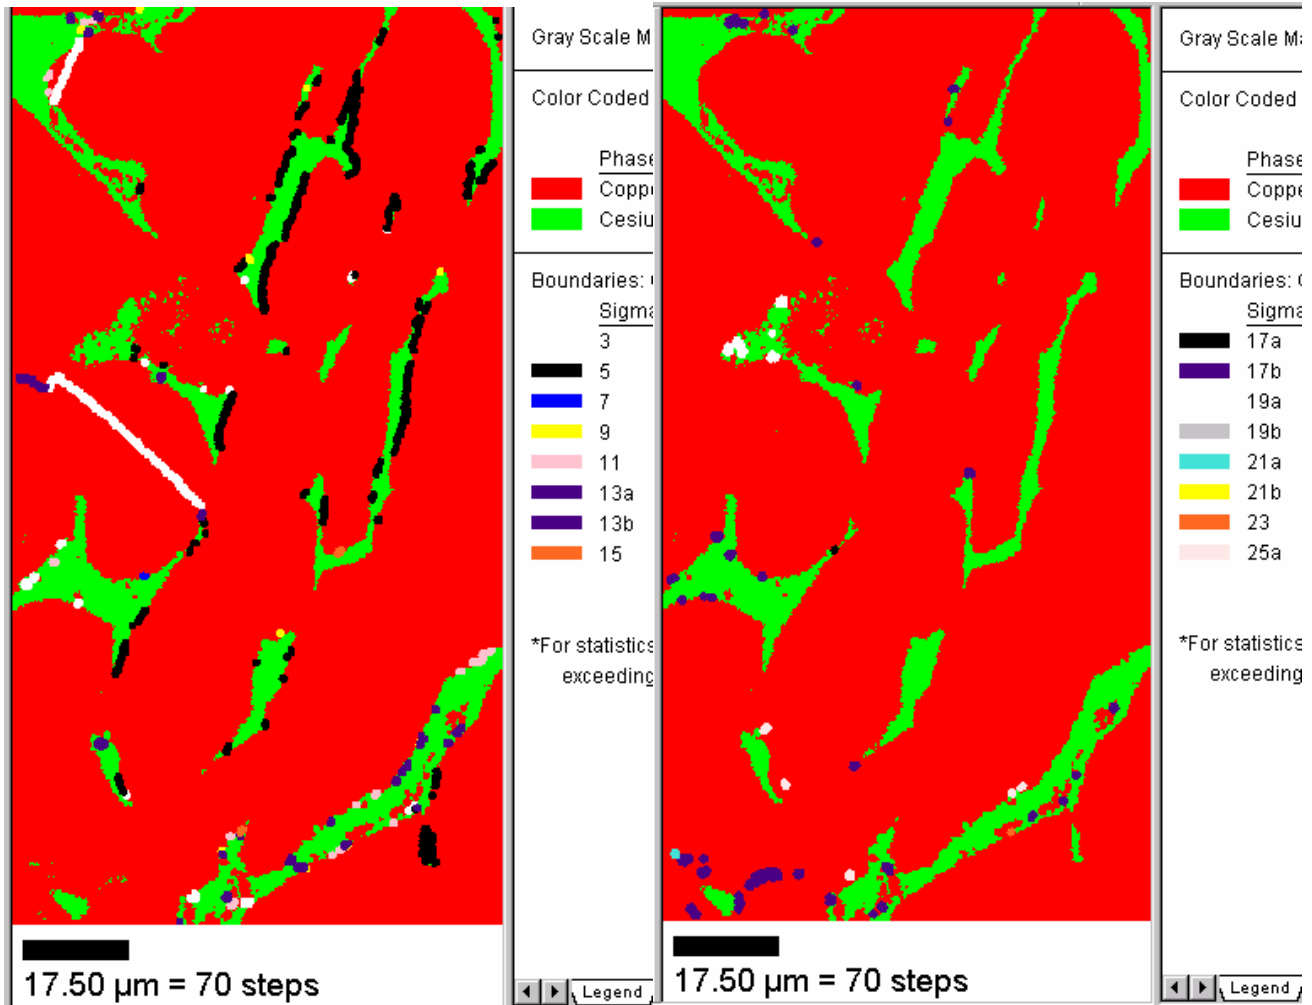 Gray Scale M
Color Coded
Phase
Coppe
Cesiu
Boundaries: (
Sigma
3
5
7
9
11
13a
13b
15
*For statistics
exceeding
17.50 µm = 70 steps
Legend
Gray Scale Ma
Color Coded
Phase
Coppe
Cesiu
Boundaries: C
Sigma
17a
17b
19a
19b
21a
21b
23
25a
*For statistics
exceeding
17.50 µm = 70 steps
Legend